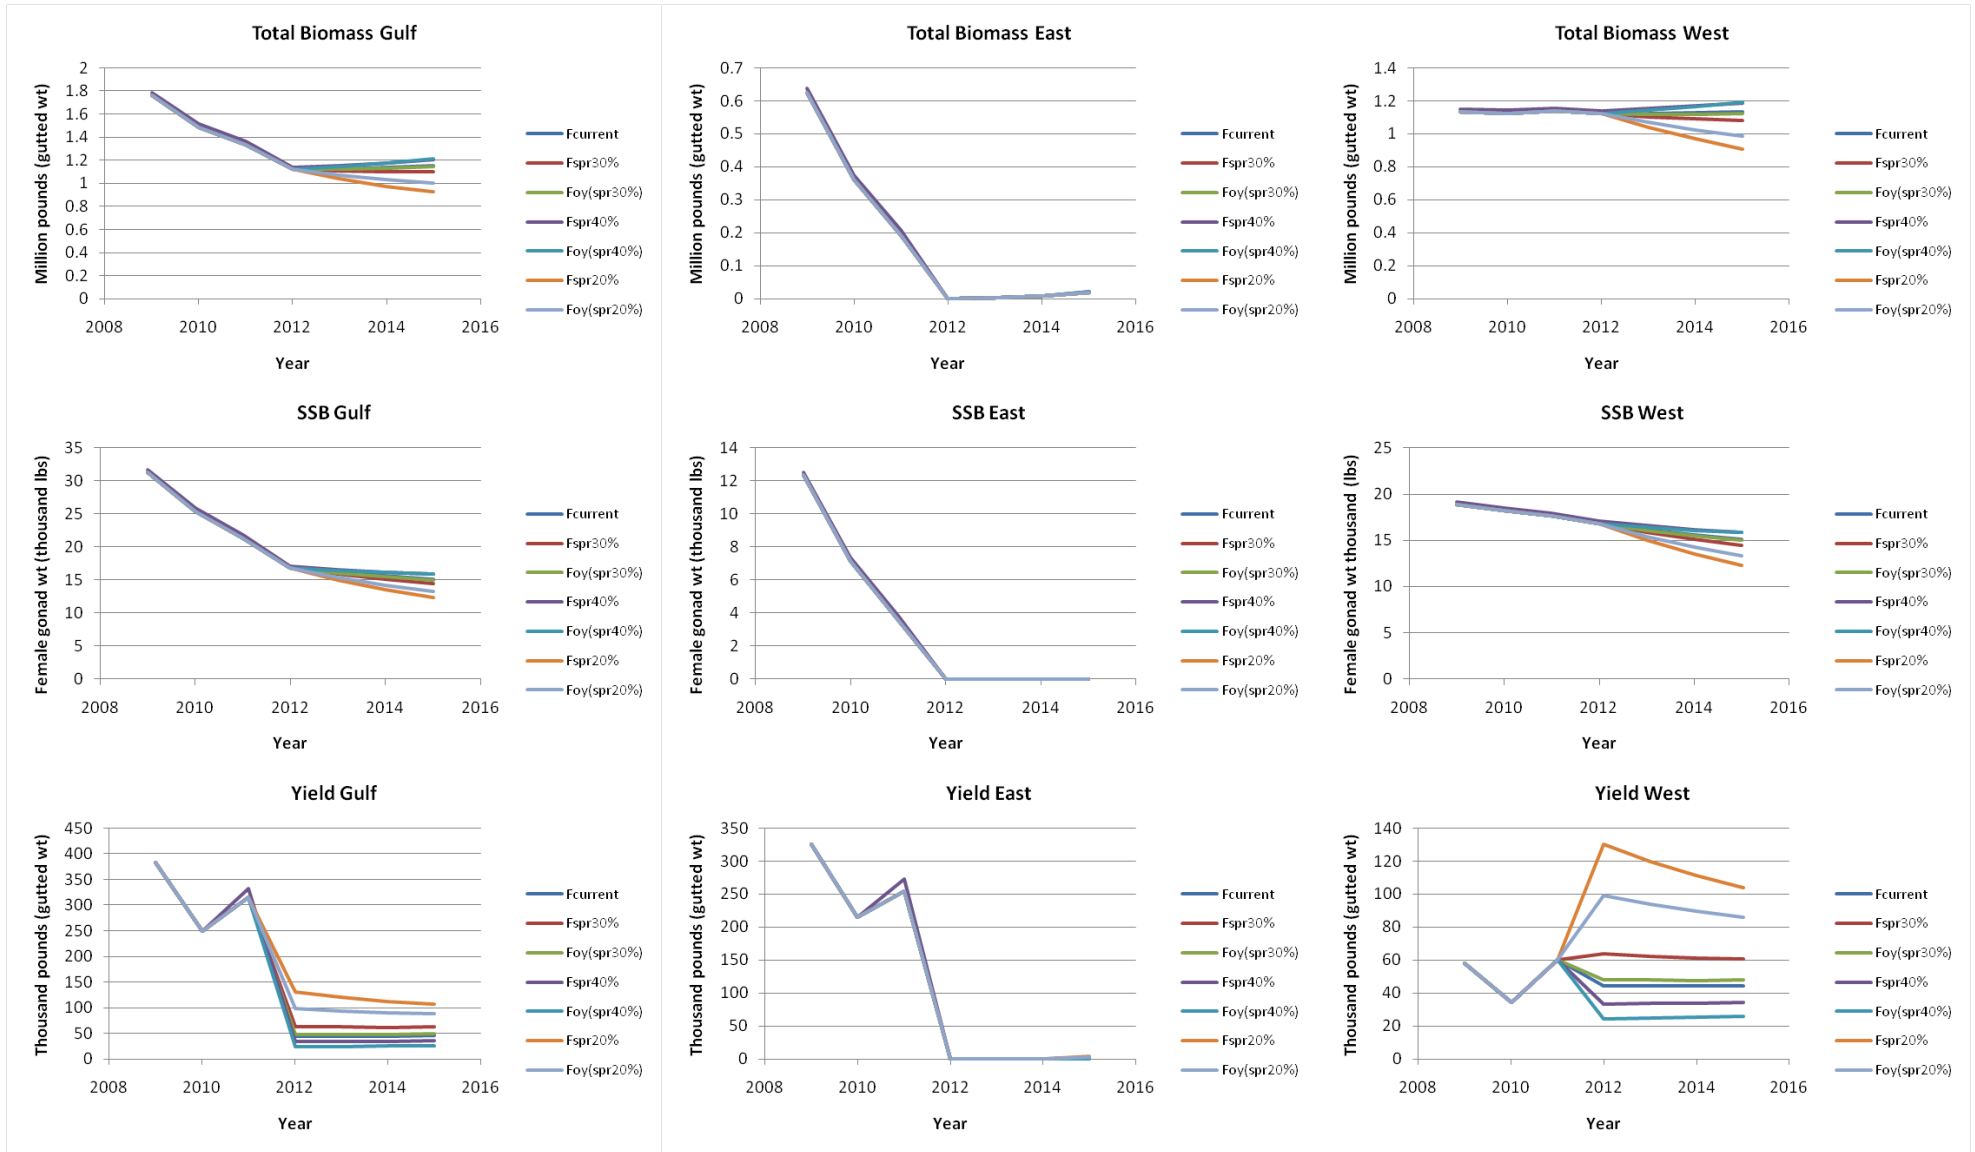 Total Biomass Gulf
Million pounds (gutted wt)
2
1.8
1.6
1.4
1.2
1
0.8
0.6
0.4
0.2
0
2008 2010 2012 2014 2016
Year
Fcurrent
Fspr30%
Foy(spr30%)
Fspr40%
Foy(spr40%)
Fspr20%
Foy(spr20%)
Total Biomass East
Million pounds (gutted wt)
0.7
0.6
0.5
0.4
0.3
0.2
0.1
0
2008 2010 2012 2014 2016
Year
Fcurrent
Fspr30%
Foy(spr30%)
Fspr40%
Foy(spr40%)
Fspr20%
Foy(spr20%)
Total Biomass West
Million pounds (gutted wt)
1.4
1.2
1
0.8
0.6
0.4
0.2
0
2008 2010 2012 2014 2016
Year
Fcurrent
Fspr30%
Foy(spr30%)
Fspr40%
Foy(spr40%)
Fspr20%
Foy(spr20%)
SSB Gulf
Female gonad wt (thousand lbs)
35
30
25
20
15
10
5
0
2008 2010 2012 2014 2016
Year
Fcurrent
Fspr30%
Foy(spr30%)
Fspr40%
Foy(spr40%)
Fspr20%
Foy(spr20%)
SSB East
Female gonad wt (thousand lbs)
14
12
10
8
6
4
2
0
2008 2010 2012 2014 2016
Year
Fcurrent
Fspr30%
Foy(spr30%)
Fspr40%
Foy(spr40%)
Fspr20%
Foy(spr20%)
SSB West
Female gonad wt thousand (lbs)
25
20
15
10
5
0
2008 2010 2012 2014 2016
Year
Fcurrent
Fspr30%
Foy(spr30%)
Fspr40%
Foy(spr40%)
Fspr20%
Foy(spr20%)
Yield Gulf
Thousand pounds (gutted wt)
450
400
350
300
250
200
150
100
50
0
2008 2010 2012 2014 2016
Year
Fcurrent
Fspr30%
Foy(spr30%)
Fspr40%
Foy(spr40%)
Fspr20%
Foy(spr20%)
Yield East
Thousand pounds (gutted wt)
350
300
250
200
150
100
50
0
2008 2010 2012 2014 2016
Year
Fcurrent
Fspr30%
Foy(spr30%)
Fspr40%
Foy(spr40%)
Fspr20%
Foy(spr20%)
Yield West
Thousand pounds (gutted wt)
140
120
100
80
60
40
20
0
2008 2010 2012 2014 2016
Year
Fcurrent
Fspr30%
Foy(spr30%)
Fspr40%
Foy(spr40%)
Fspr20%
Foy(spr20%)